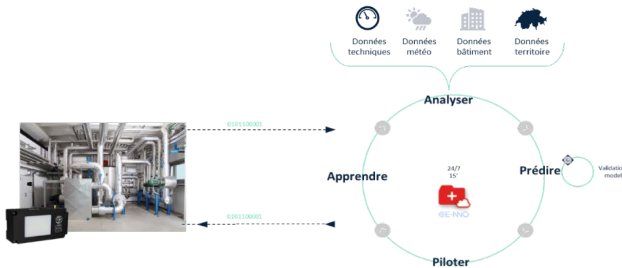 Données
techniques
Données
météo
Données
bâtiment
Données
territoire
Analyser
0101100001
Apprendre
24/7
15'
Prédire
Validatio
model
0101100001
Piloter